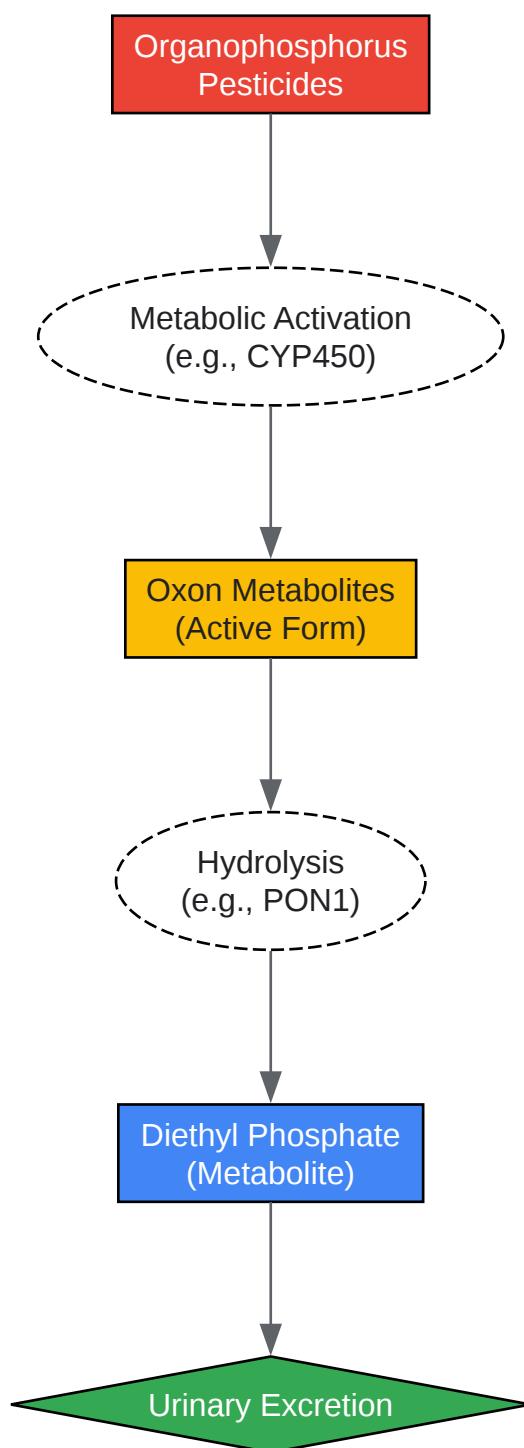 Organophosphorus
Pesticides
Metabolic Activation
(e.g., CYP450)
Oxon Metabolites
(Active Form)
Hydrolysis
(e.g., PON1)
Diethyl Phosphate
(Metabolite)
Urinary Excretion